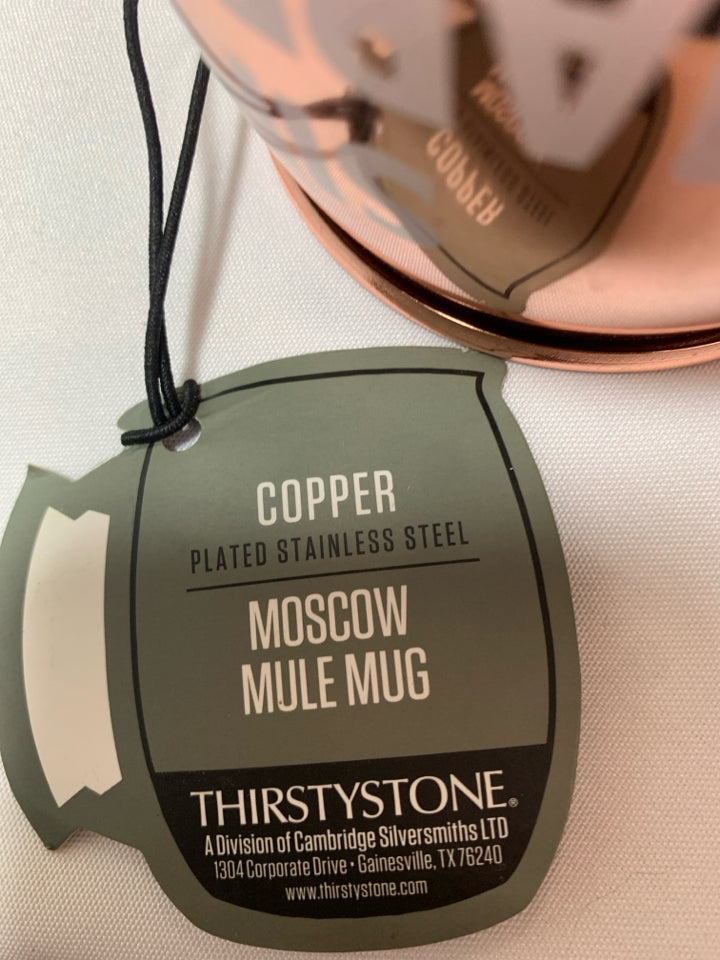 COPPER
PLATED STAINLESS STEEL
MOSCOW
MULE MUG
THIRSTYSTONE®
A Division of Cambridge Silversmiths LTD
1304 Corporate Drive • Gainesville, TX 76240
www.thirstystone.com
COPPER